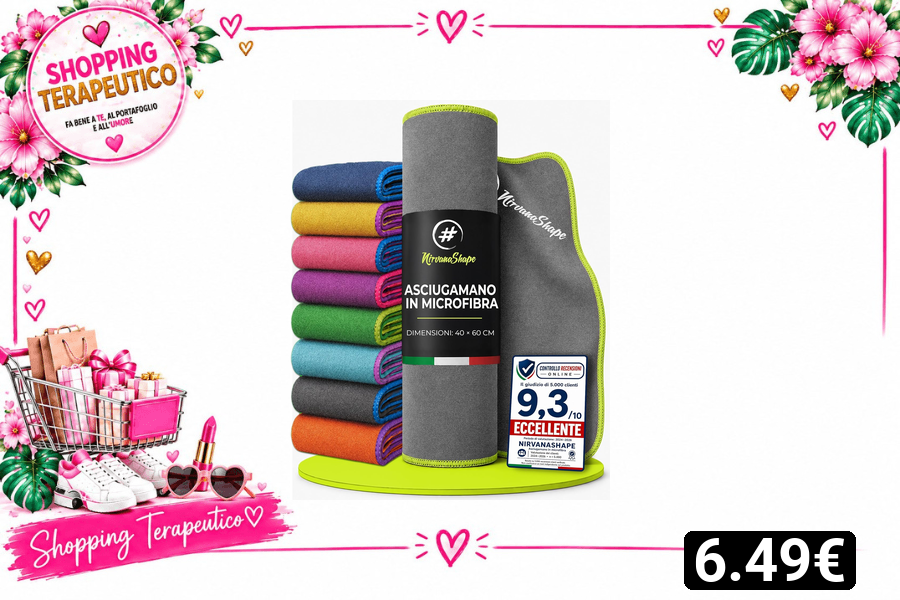 SHOPPING
TERAPEUTICO
FA BENE A TE, AL PORTAFOGLIO
E ALL'UMORE
NirvanaShape
#
NirvanaShape
ASCIUGAMANO
IN MICROFIBRA
DIMENSIONI: 40 × 60 CM
CONTROLLO RECENSIONI
ONLINE
Il giudizio di 5.000 clienti
9,3/10
ECCELLENTE
NIRVANASHAPE
Shopping Terapeutico
6.49€